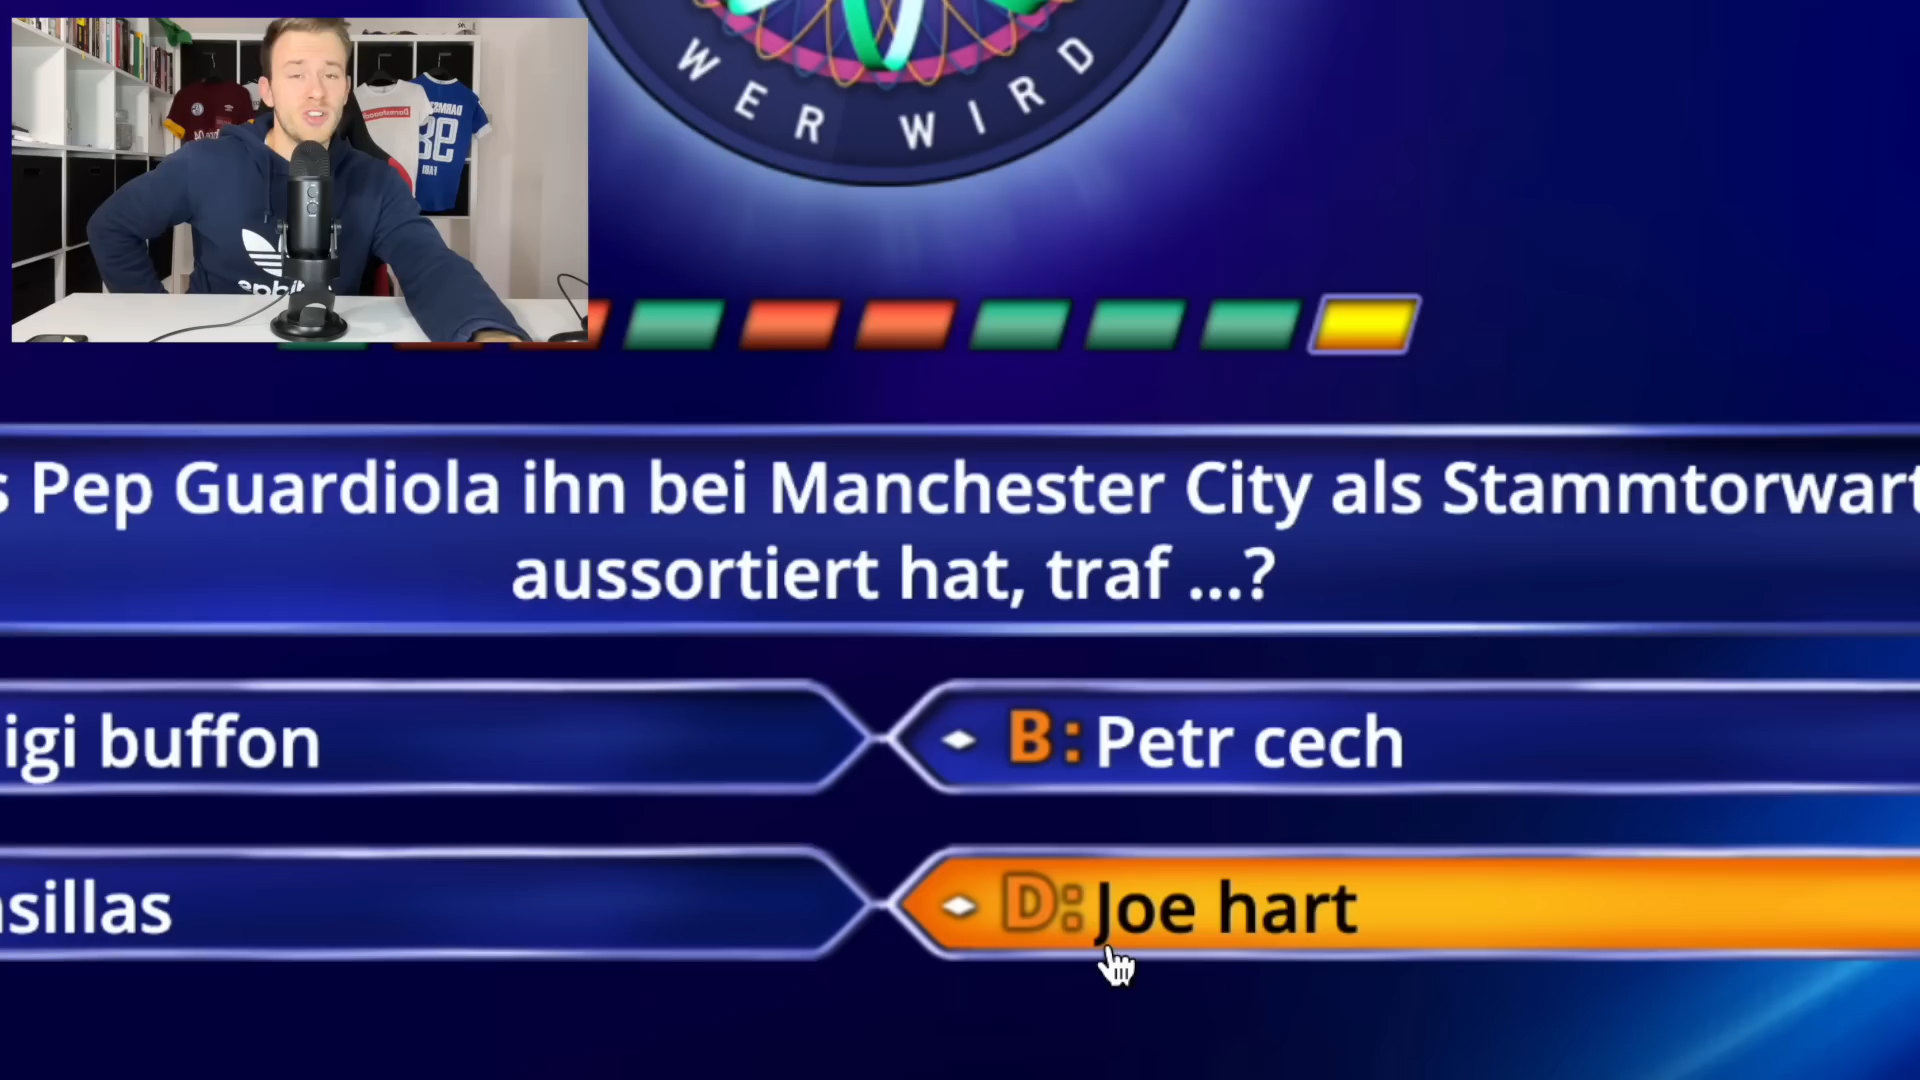 WER WIRD
s Pep Guardiola ihn bei Manchester City als Stammtorwart
aussortiert hat, traf ...?
igi buffon
B: Petr cech
sillas
D: Joe hart